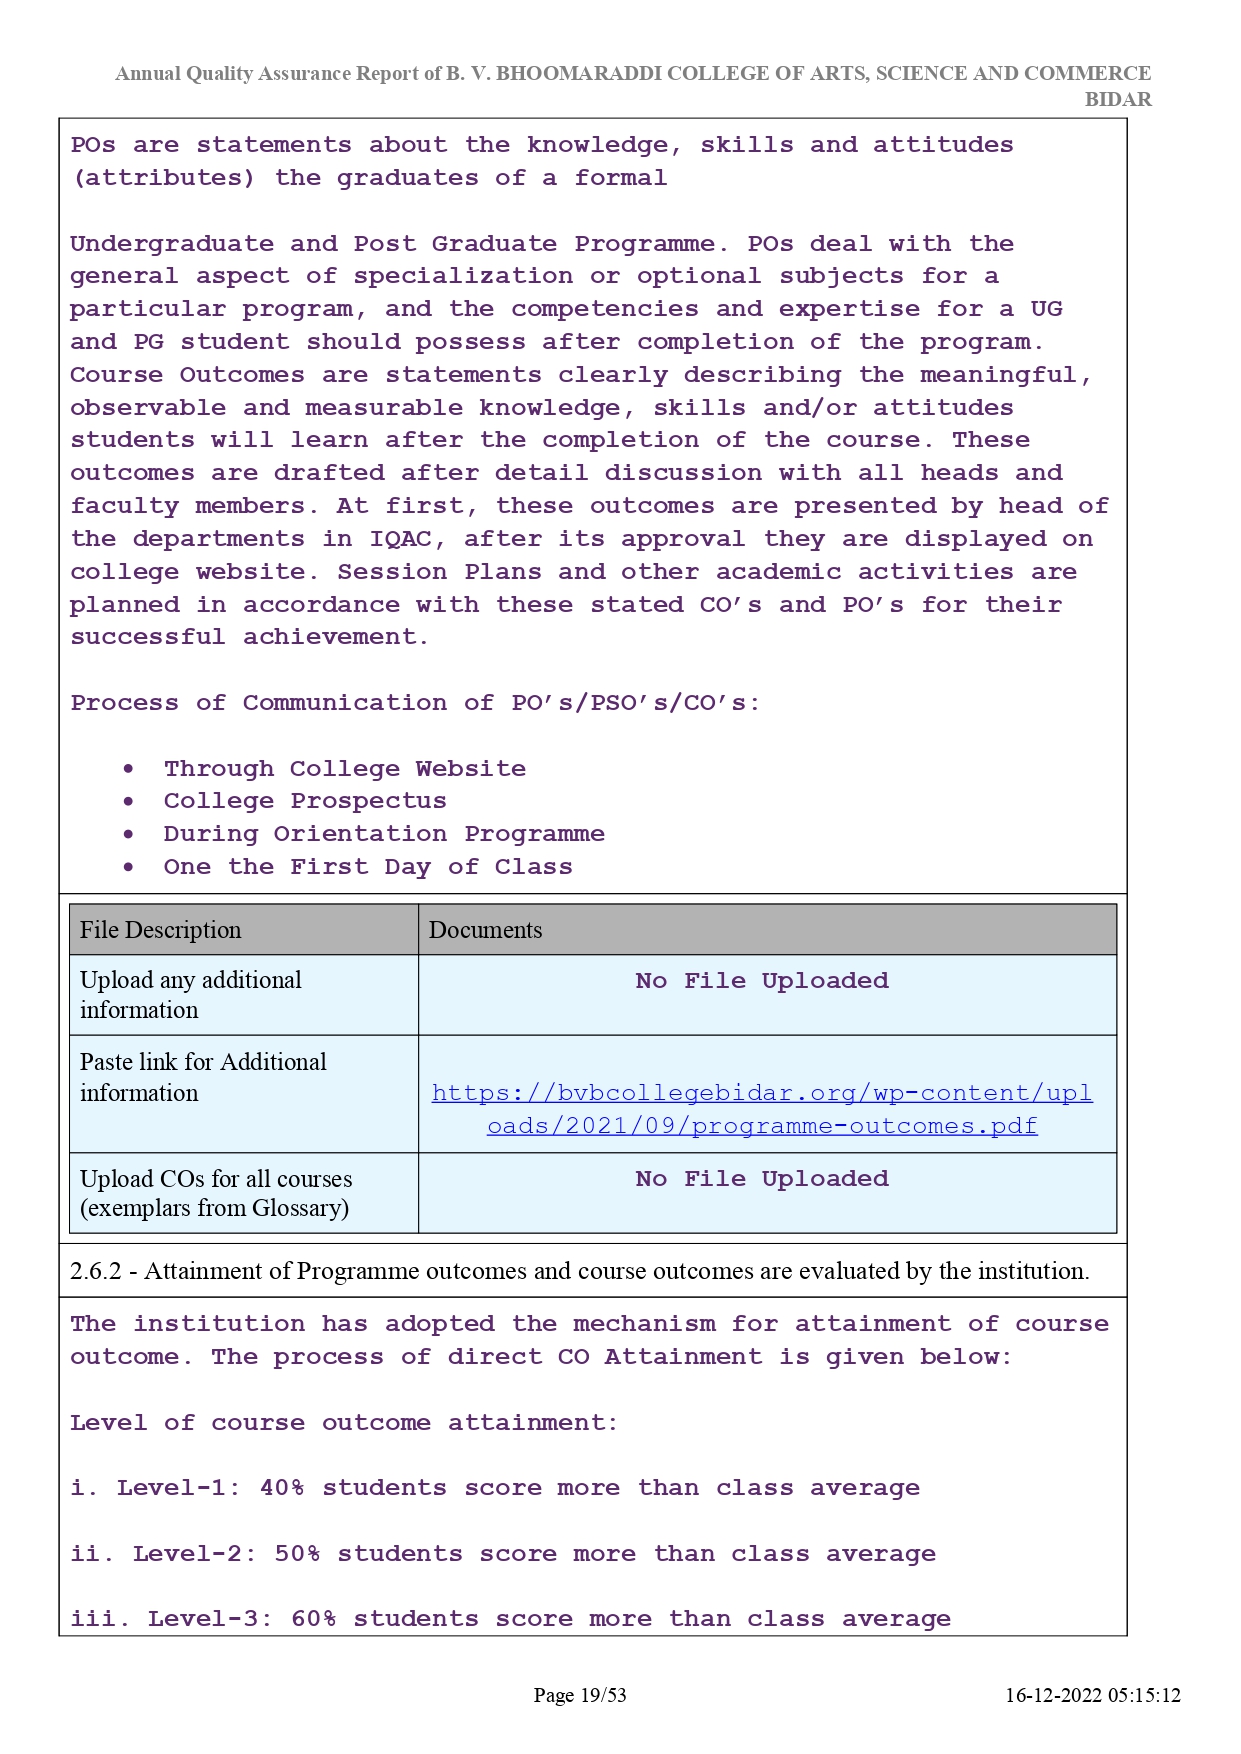 Annual Quality Assurance Report of B. V. BHOOMARADDI COLLEGE OF ARTS, SCIENCE AND COMMERCE
BIDAR
POs are statements about the knowledge, skills and attitudes
(attributes) the graduates of a formal
Undergraduate and Post Graduate Programme. POs deal with the
general aspect of specialization or optional subjects for a
particular program, and the competencies and expertise for a UG
and PG student should possess after completion of the program.
Course Outcomes are statements clearly describing the meaningful,
observable and measurable knowledge, skills and/or attitudes
students will learn after the completion of the course. These
outcomes are drafted after detail discussion with all heads and
faculty members. At first, these outcomes are presented by head of
the departments in IQAC, after its approval they are displayed on
college website. Session Plans and other academic activities are
planned in accordance with these stated CO’s and PO’s for their
successful achievement.
Process of Communication of PO’s/PSO’s/CO’s:
• Through College Website
• College Prospectus
• During Orientation Programme
• One the First Day of Class
File Description Documents
Upload any additional
information
No File Uploaded
Paste link for Additional
information
https://bvbcollegebidar.org/wp-content/upl
oads/2021/09/programme-outcomes.pdf
Upload COs for all courses
(exemplars from Glossary)
No File Uploaded
2.6.2 - Attainment of Programme outcomes and course outcomes are evaluated by the institution.
The institution has adopted the mechanism for attainment of course
outcome. The process of direct CO Attainment is given below:
Level of course outcome attainment:
i. Level-1: 40% students score more than class average
ii. Level-2: 50% students score more than class average
iii. Level-3: 60% students score more than class average
Page 19/53 16-12-2022 05:15:12